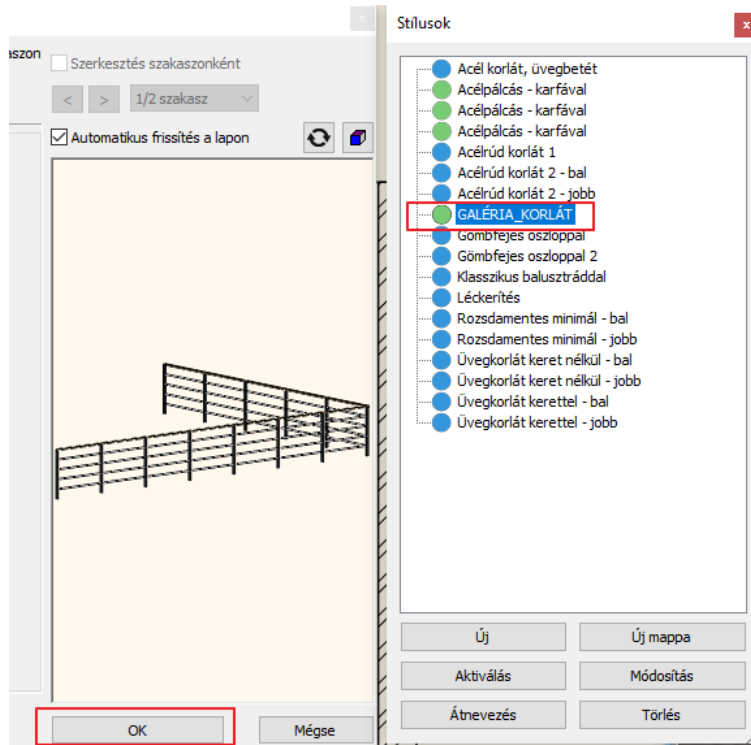 aszon
Szerkesztés szakaszonként
< > 1/2 szakasz
Automatikus frissítés a lapon
OK
Mégse
Stílusok
x
Acél korlát, üvegbetét
Acélpálcás - karfával
Acélpálcás - karfával
Acélpálcás - karfával
Acélrúd korlát 1
Acélrúd korlát 2 - bal
Acélrúd korlát 2 - jobb
GALÉRIA_KORLÁT
Gömbfejes oszloppal
Gömbfejes oszloppal 2
Klasszikus balusztráddal
Léckerítés
Rozsdamentes minimál - bal
Rozsdamentes minimál - jobb
Üvegkorlát keret nélkül - bal
Üvegkorlát keret nélkül - jobb
Üvegkorlát kerettel - bal
Üvegkorlát kerettel - jobb
Új
Új mappa
Aktiválás
Módosítás
Átnevezés
Törlés